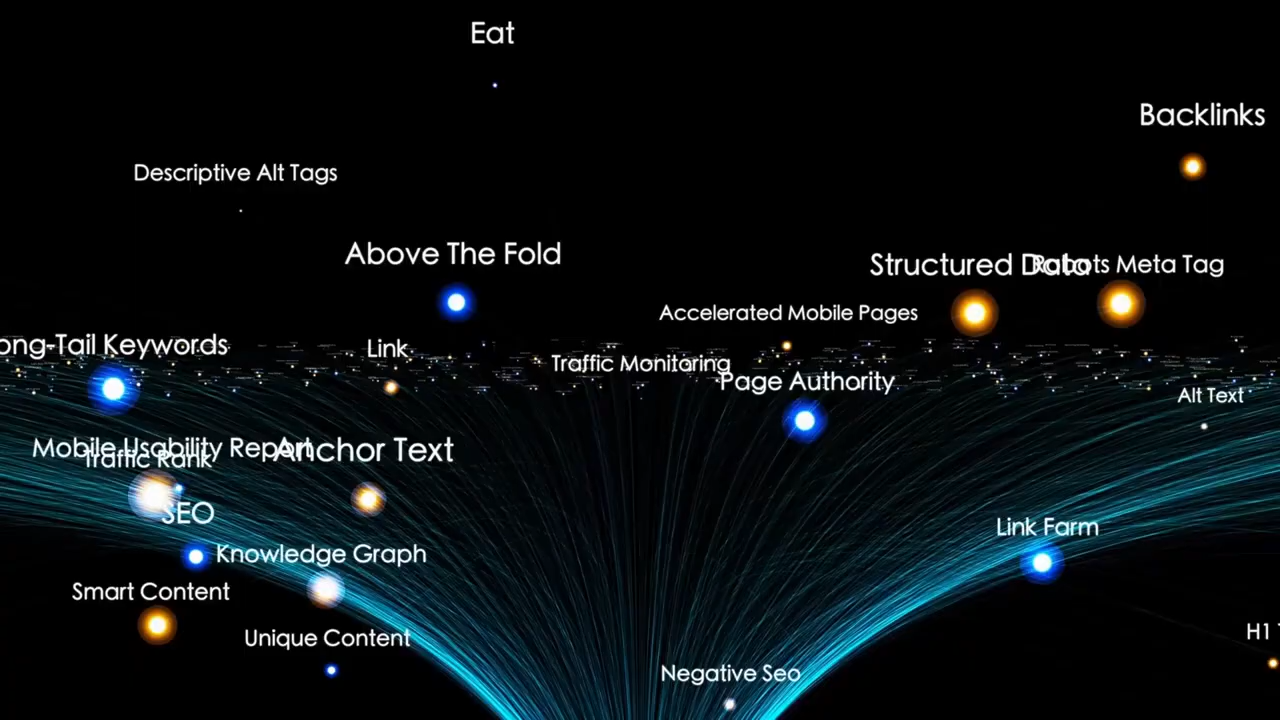 Eat
Backlinks
Descriptive Alt Tags
Above The Fold
Structured Data
Robots Meta Tag
Accelerated Mobile Pages
ong-Tail Keywords
Link
Traffic Monitoring
Page Authority
Alt Text
Mobile Usability Report
Anchor Text
Traffic Rank
SEO
Link Farm
Knowledge Graph
Smart Content
Unique Content
H1
Negative Seo